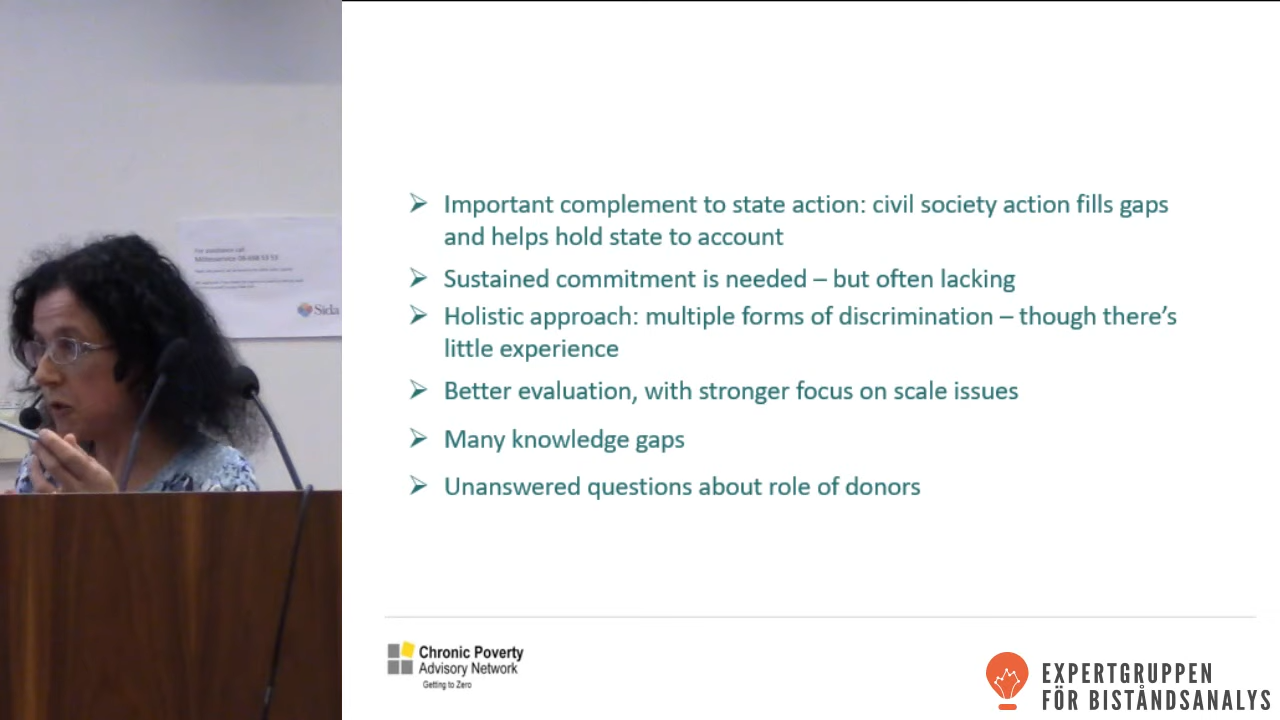 For assistance call
Sida
➢ Important complement to state action: civil society action fills gaps
and helps hold state to account
➢ Sustained commitment is needed – but often lacking
➢ Holistic approach: multiple forms of discrimination – though there’s
little experience
➢ Better evaluation, with stronger focus on scale issues
➢ Many knowledge gaps
➢ Unanswered questions about role of donors
Chronic Poverty
Advisory Network
Getting to Zero
EXPERTGRUPPEN
FÖR BISTÅNDSANALYS